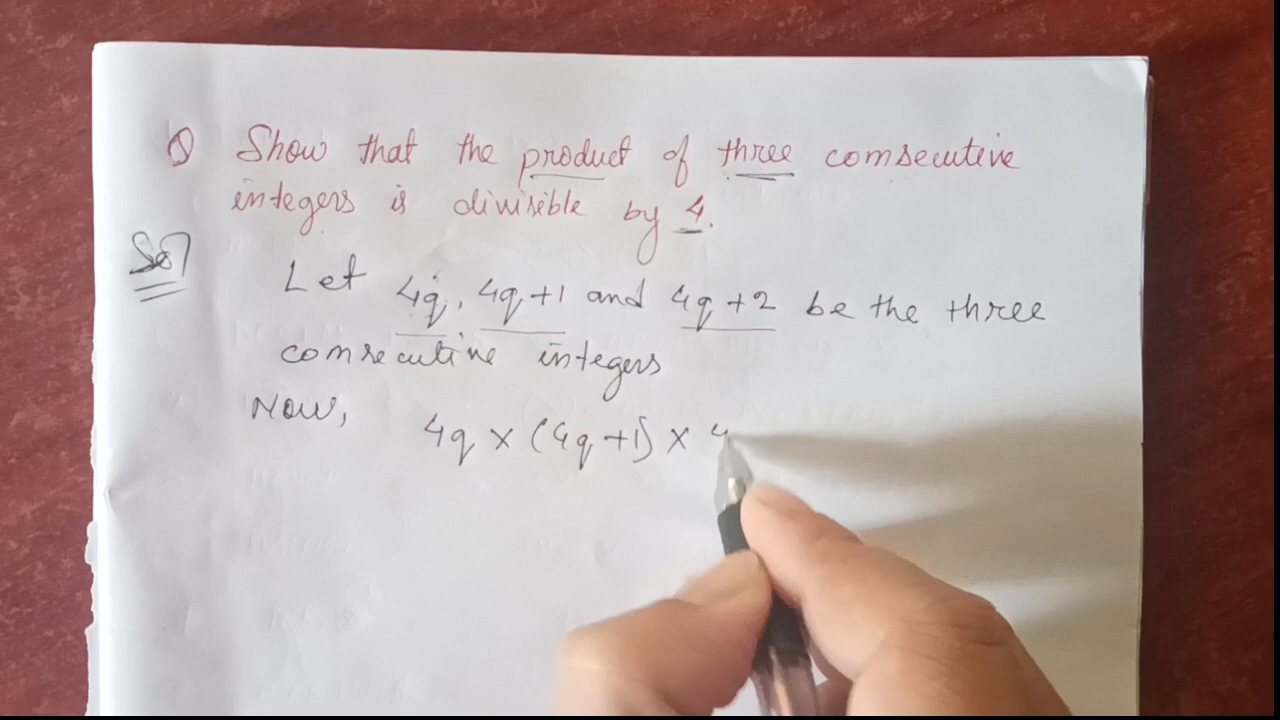 Q Show that the product of three comsecutive
integers is divisible by 4.
Sol
Let 4q, 4q+1 and 4q+2 be the three
comsecutive integers
Now,
4q × (4q+1) × 4